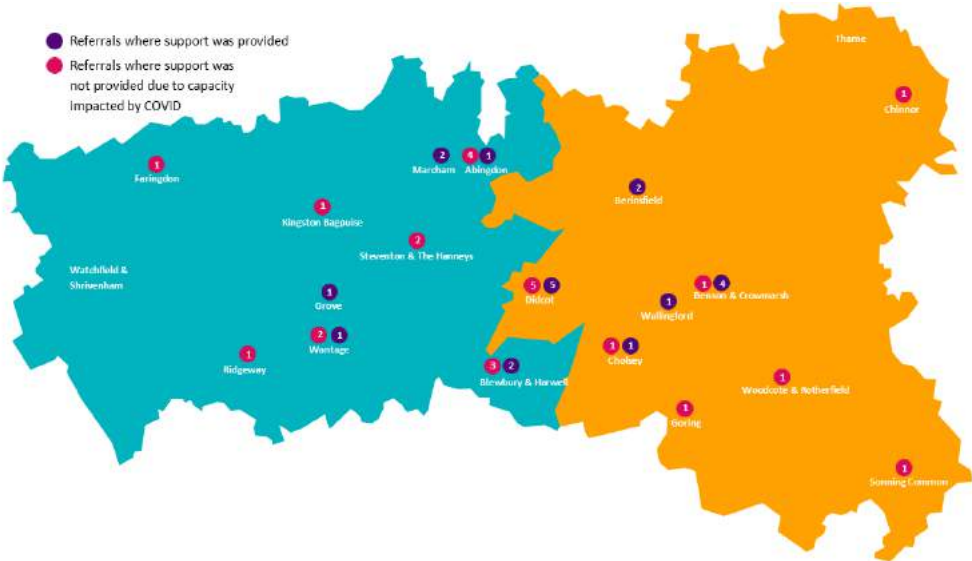 Referrals where support was provided
Referrals where support was
not provided due to capacity
impacted by COVID
Thame
1
Chinnor
2
Marcham
4 1
Abingdon
1
Faringdon
2
Berinsfield
1
Kingston Bagpuise
2
Steventon & The Hanneys
Watchfield &
Shrivenham
1
Grove
5 5
Didcot
1 4
Benson & Crowmarsh
1
Wallingford
2 1
Wantage
1
Ridgeway
3 2
Blewbury & Harwell
1 1
Cholsey
1
Woodcote & Rotherfield
1
Goring
1
Sonning Common